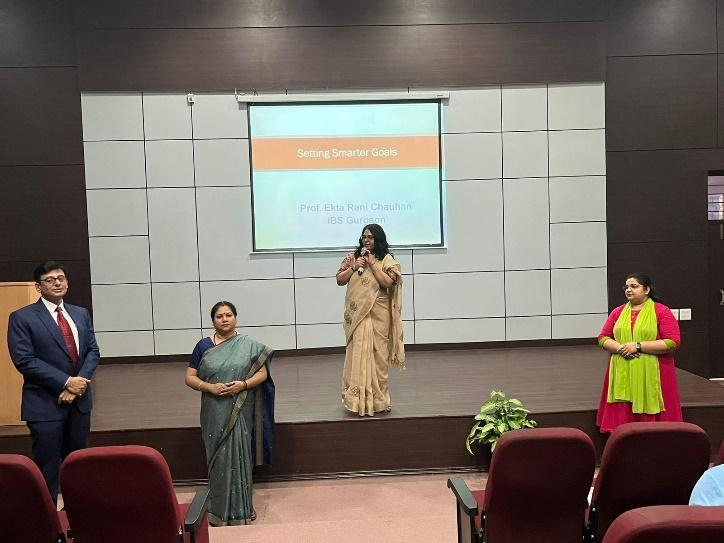 Setting Smarter Goals
Prof. Ekta Rani Chauhan
IBS Gurgaon